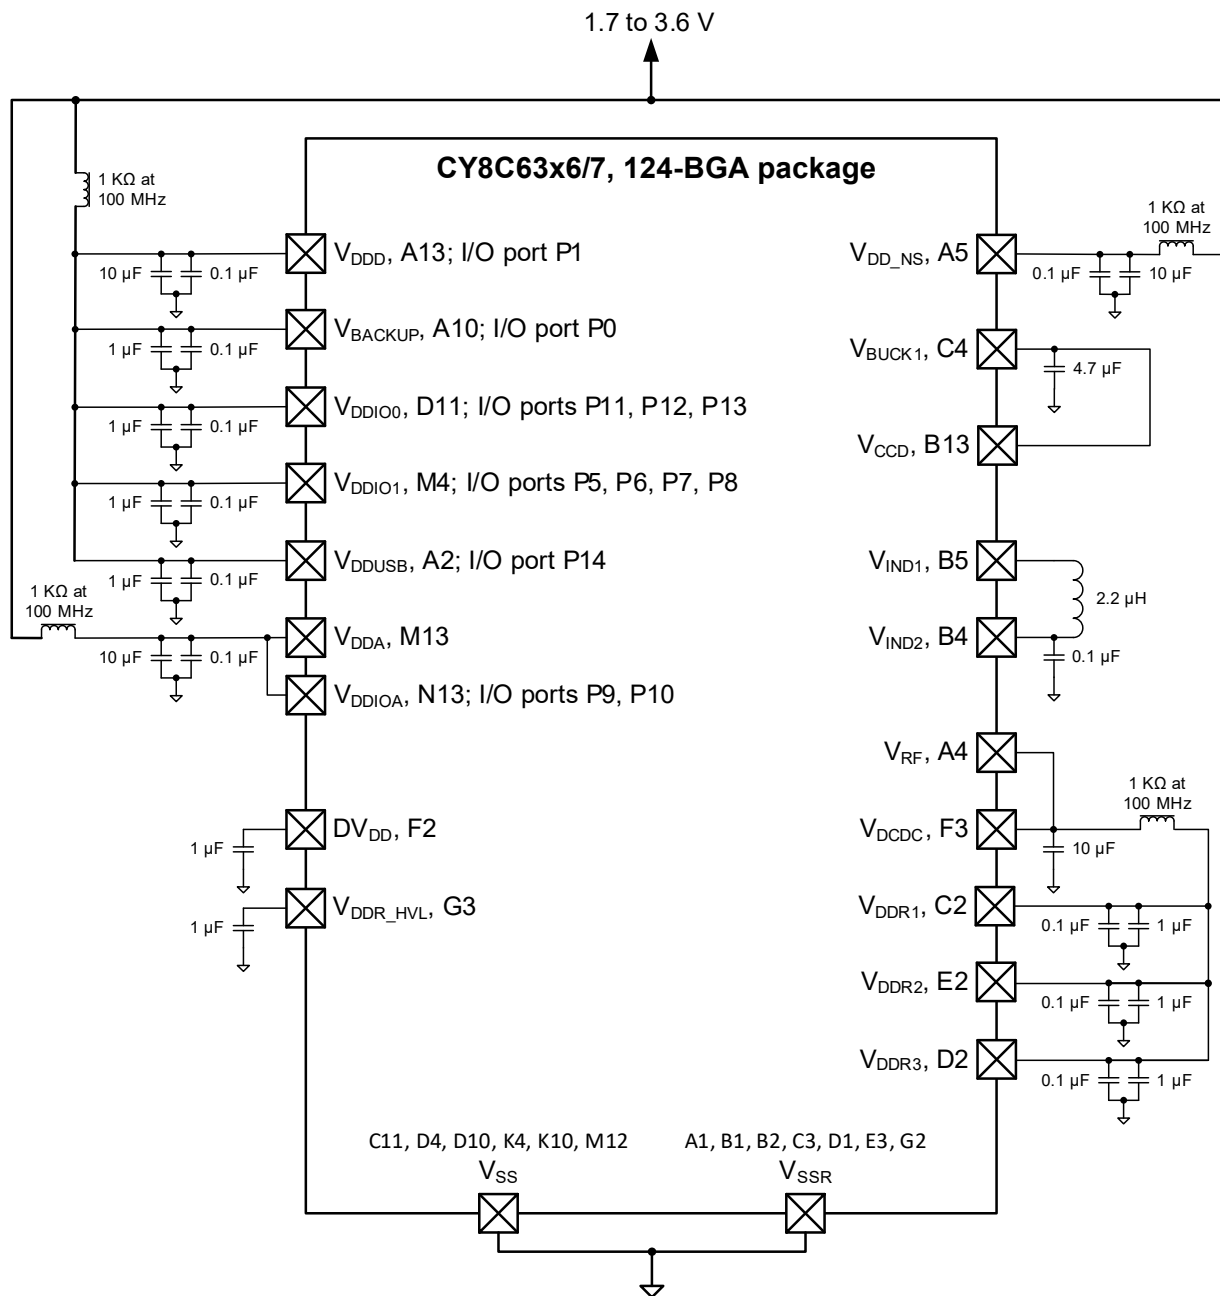 1.7 to 3.6 V
CY8C63x6/7, 124-BGA package
1 KΩ at
100 MHz
10 µF
0.1 µF
VDDD, A13; I/O port P1
1 µF
0.1 µF
VBACKUP, A10; I/O port P0
1 µF
0.1 µF
VDDIO0, D11; I/O ports P11, P12, P13
1 µF
0.1 µF
VDDIO1, M4; I/O ports P5, P6, P7, P8
1 µF
0.1 µF
VDDUSB, A2; I/O port P14
1 KΩ at
100 MHz
10 µF
0.1 µF
VDDA, M13
VDDIOA, N13; I/O ports P9, P10
1 µF
DVDD, F2
1 µF
VDDR_HVL, G3
VDD_NS, A5
0.1 µF
10 µF
1 KΩ at
100 MHz
VBUCK1, C4
4.7 µF
VCCD, B13
VIND1, B5
2.2 µH
VIND2, B4
0.1 µF
VRF, A4
1 KΩ at
100 MHz
VDCDC, F3
10 µF
VDDR1, C2
0.1 µF
1 µF
VDDR2, E2
0.1 µF
1 µF
VDDR3, D2
0.1 µF
1 µF
C11, D4, D10, K4, K10, M12
VSS
A1, B1, B2, C3, D1, E3, G2
VSSR